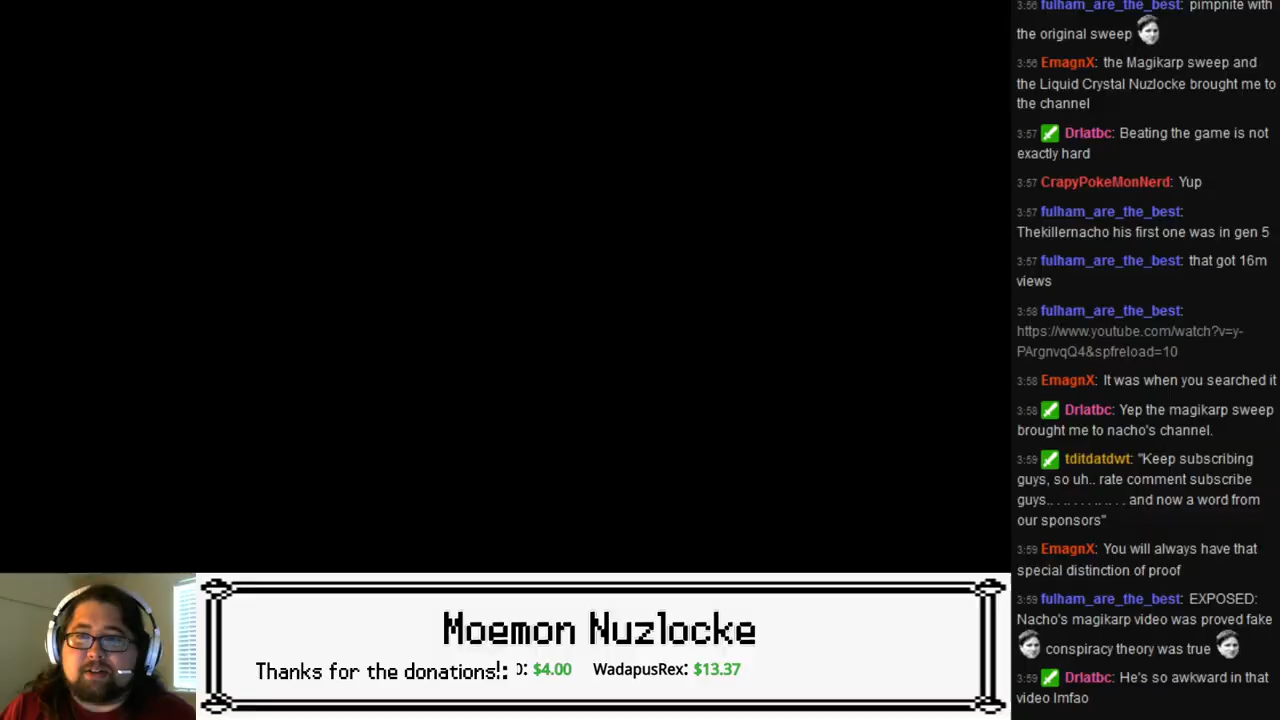 3:56 fulham_are_the_best: pimpnite with
the original sweep
3:56 EmagnX: the Magikarp sweep and
the Liquid Crystal Nuzlocke brought me to
the channel
3:57 Drlatbc: Beating the game is not
exactly hard
3:57 CrapyPokeMonNerd: Yup
3:57 fulham_are_the_best:
Thekillernacho his first one was in gen 5
3:57 fulham_are_the_best: that got 16m
views
3:58 fulham_are_the_best:
https://www.youtube.com/watch?v=y-
PArgnvqQ4&spfreload=10
3:58 EmagnX: It was when you searched it
3:58 Drlatbc: Yep the magikarp sweep
brought me to nacho's channel.
3:59 tditdatdwt: "Keep subscribing
guys, so uh.. rate comment subscribe
guys.. . .. . .. .. .. . and now a word from
our sponsors"
3:59 EmagnX: You will always have that
special distinction of proof
3:59 fulham_are_the_best: EXPOSED:
Nacho's magikarp video was proved fake
conspiracy theory was true
3:59 Drlatbc: He's so awkward in that
video lmfao
Moemon Nuzlocke
Thanks for the donations!: : $4.00 WadapusRex: $13.37